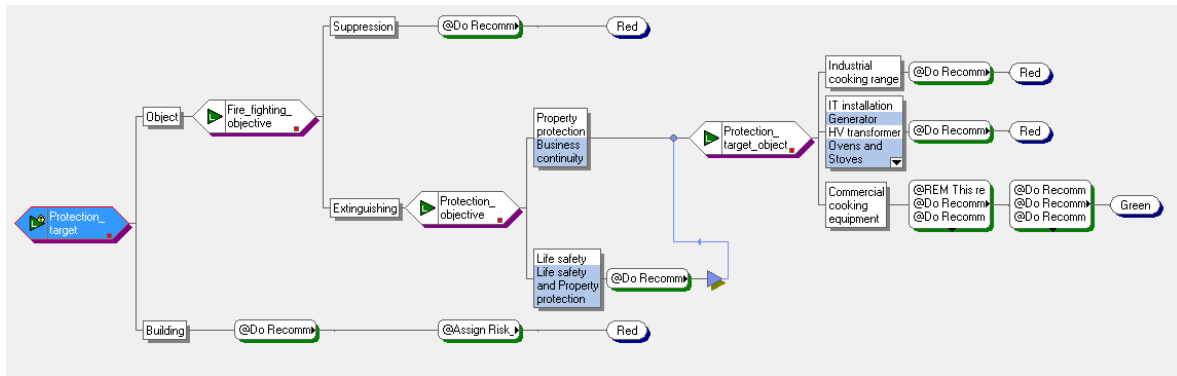 Suppression
@Do Recomm
Red
Object
Fire_fighting_
objective
Industrial
cooking range
@Do Recomm
Red
Property
protection
Business
continuity
Protection_
target_object
IT installation
Generator
HV transformer
Ovens and
Stoves
@Do Recomm
Red
Extinguishing
Protection_
objective
Commercial
cooking
equipment
@REM This re
@Do Recomm
@Do Recomm
@Do Recomm
@Do Recomm
@Do Recomm
Green
Protection_
target
Life safety
Life safety
and Property
protection
@Do Recomm
Building
@Do Recomm
@Assign Risk_
Red